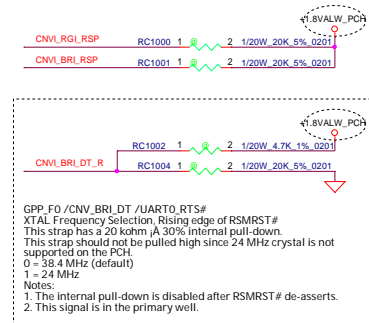 +1.8VALW_PCH
CNVI_RGI_RSP RC1000 1 @ 2 1/20W_20K_5%_0201
CNVI_BRI_RSP RC1001 1 @ 2 1/20W_20K_5%_0201
+1.8VALW_PCH
RC1002 1 @ 2 1/20W_4.7K_1%_0201
CNVI_BRI_DT_R RC1004 1 @ 2 1/20W_20K_5%_0201
GPP_F0 /CNV_BRI_DT /UART0_RTS#
XTAL Frequency Selection, Rising edge of RSMRST#
This strap has a 20 kohm ¡À 30% internal pull-down.
This strap should not be pulled high since 24 MHz crystal is not
supported on the PCH.
0 = 38.4 MHz (default)
1 = 24 MHz
Notes:
1. The internal pull-down is disabled after RSMRST# de-asserts.
2. This signal is in the primary well.